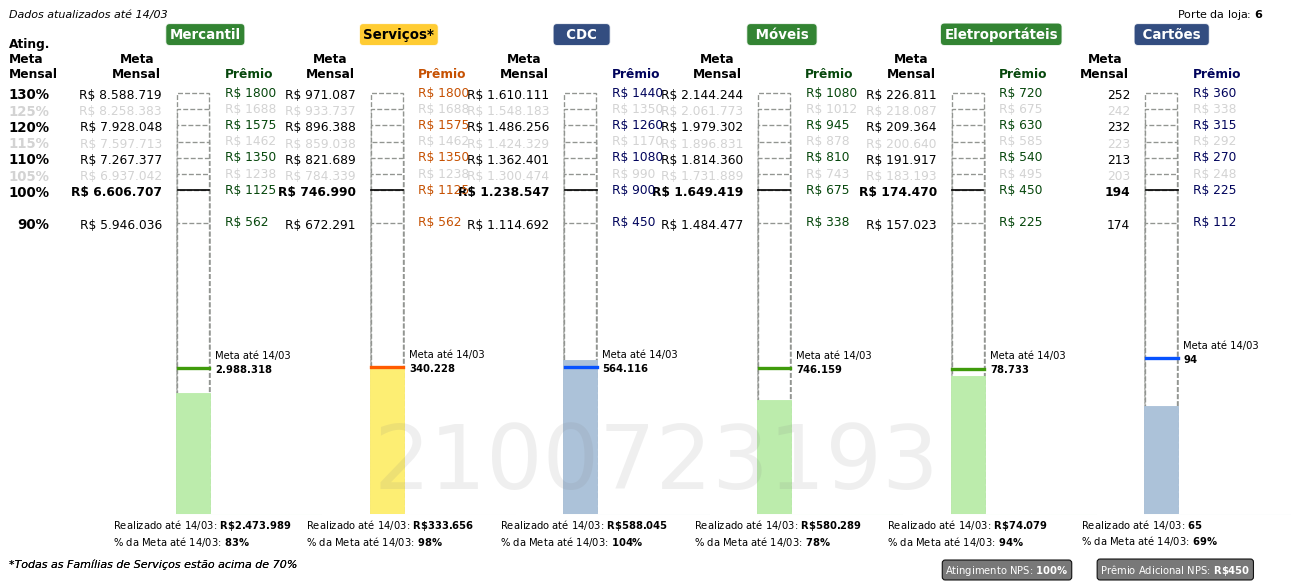 Dados atualizados até 14/03 Porte da loja: 6
Mercantil Serviços* CDC Móveis Eletroportáteis Cartões
Ating. Meta Mensal Meta Mensal Prêmio Meta Mensal Prêmio Meta Mensal Prêmio Meta Mensal Prêmio Meta Mensal Prêmio Meta Mensal Prêmio
130% R$ 8.588.719 R$ 1800 R$ 971.087 R$ 1800 R$ 1.610.111 R$ 1440 R$ 2.144.244 R$ 1080 R$ 226.811 R$ 720 252 R$ 360
125% R$ 8.258.383 R$ 1688 R$ 933.737 R$ 1688 R$ 1.548.183 R$ 1350 R$ 2.061.773 R$ 1012 R$ 218.087 R$ 675 242 R$ 338
120% R$ 7.928.048 R$ 1575 R$ 896.388 R$ 1575 R$ 1.486.256 R$ 1260 R$ 1.979.302 R$ 945 R$ 209.364 R$ 630 232 R$ 315
115% R$ 7.597.713 R$ 1462 R$ 859.038 R$ 1462 R$ 1.424.329 R$ 1170 R$ 1.896.831 R$ 878 R$ 200.640 R$ 585 223 R$ 292
110% R$ 7.267.377 R$ 1350 R$ 821.689 R$ 1350 R$ 1.362.401 R$ 1080 R$ 1.814.360 R$ 810 R$ 191.917 R$ 540 213 R$ 270
105% R$ 6.937.042 R$ 1238 R$ 784.339 R$ 1238 R$ 1.300.474 R$ 990 R$ 1.731.889 R$ 743 R$ 183.193 R$ 495 203 R$ 248
100% R$ 6.606.707 R$ 1125 R$ 746.990 R$ 1125 R$ 1.238.547 R$ 900 R$ 1.649.419 R$ 675 R$ 174.470 R$ 450 194 R$ 225
90% R$ 5.946.036 R$ 562 R$ 672.291 R$ 562 R$ 1.114.692 R$ 450 R$ 1.484.477 R$ 338 R$ 157.023 R$ 225 174 R$ 112
Meta até 14/03 Meta até 14/03 Meta até 14/03 Meta até 14/03 Meta até 14/03 Meta até 14/03
2.988.318 340.228 564.116 746.159 78.733 94
2100723193
Realizado até 14/03: R$2.473.989 Realizado até 14/03: R$333.656 Realizado até 14/03: R$588.045 Realizado até 14/03: R$580.289 Realizado até 14/03: R$74.079 Realizado até 14/03: 65
% da Meta até 14/03: 83% % da Meta até 14/03: 98% % da Meta até 14/03: 104% % da Meta até 14/03: 78% % da Meta até 14/03: 94% % da Meta até 14/03: 69%
*Todas as Famílias de Serviços estão acima de 70% Atingimento NPS: 100% Prêmio Adicional NPS: R$450